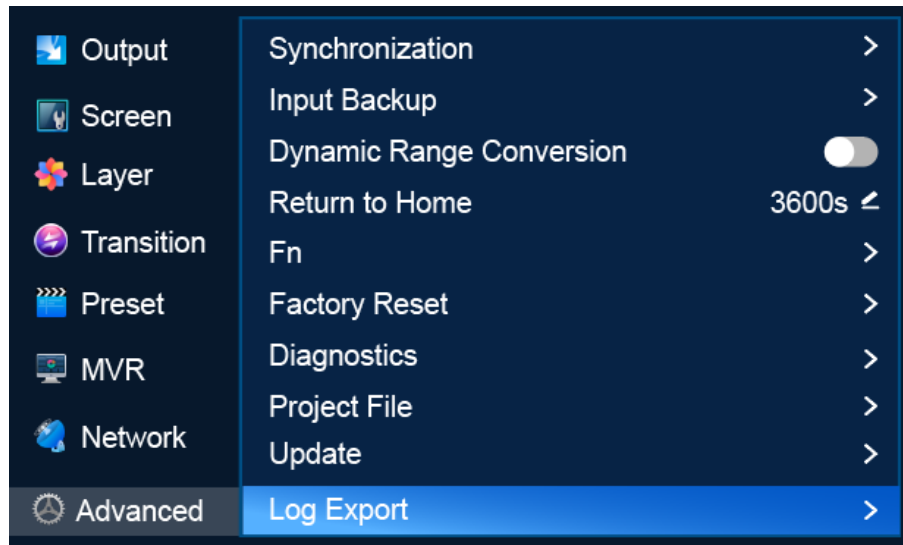 Output
Screen
Layer
Transition
Preset
MVR
Network
Advanced
Synchronization >
Input Backup >
Dynamic Range Conversion
Return to Home 3600s
Fn >
Factory Reset >
Diagnostics >
Project File >
Update >
Log Export >